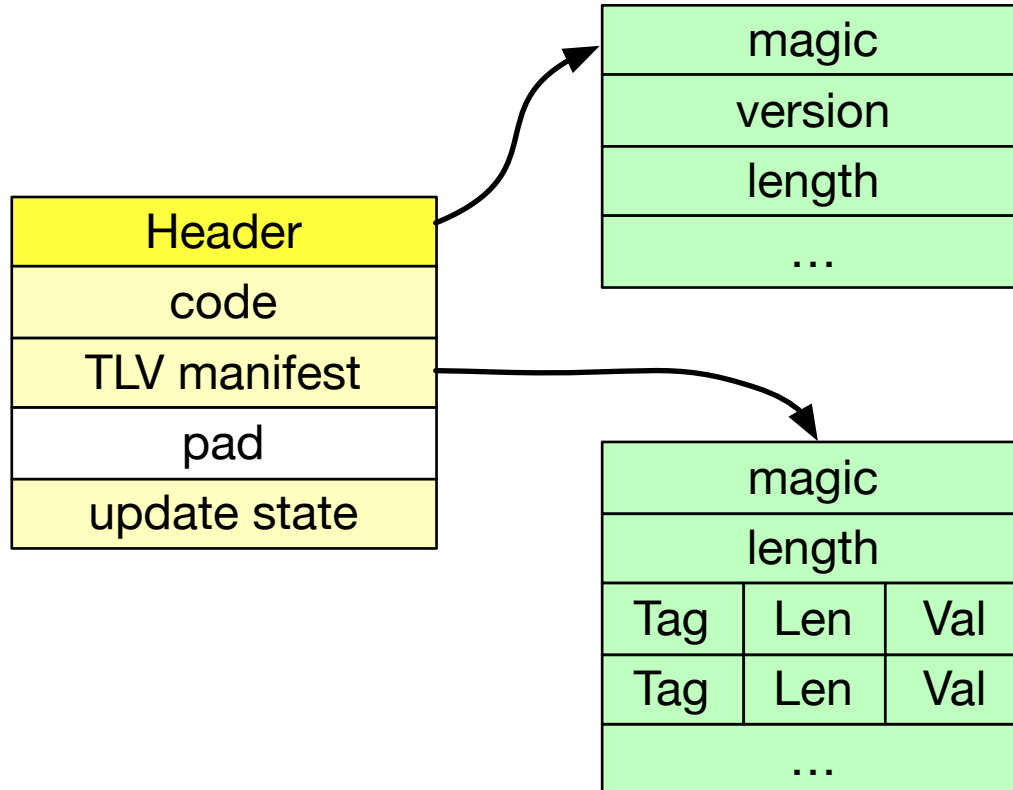 Header
code
TLV manifest
pad
update state
magic
version
length
...
magic
length
Tag Len Val
Tag Len Val
...